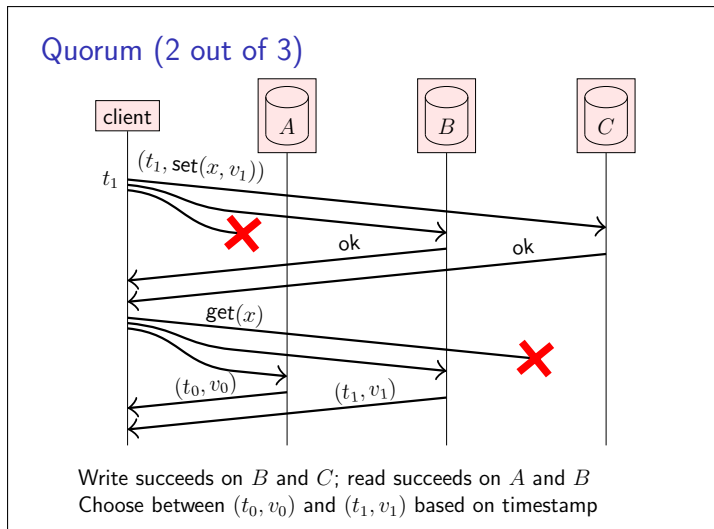 Quorum (2 out of 3)
client
A
B
C
(t₁, set(x, v₁))
t₁
ok
ok
get(x)
(t₀, v₀)
(t₁, v₁)
Write succeeds on B and C; read succeeds on A and B
Choose between (t₀, v₀) and (t₁, v₁) based on timestamp